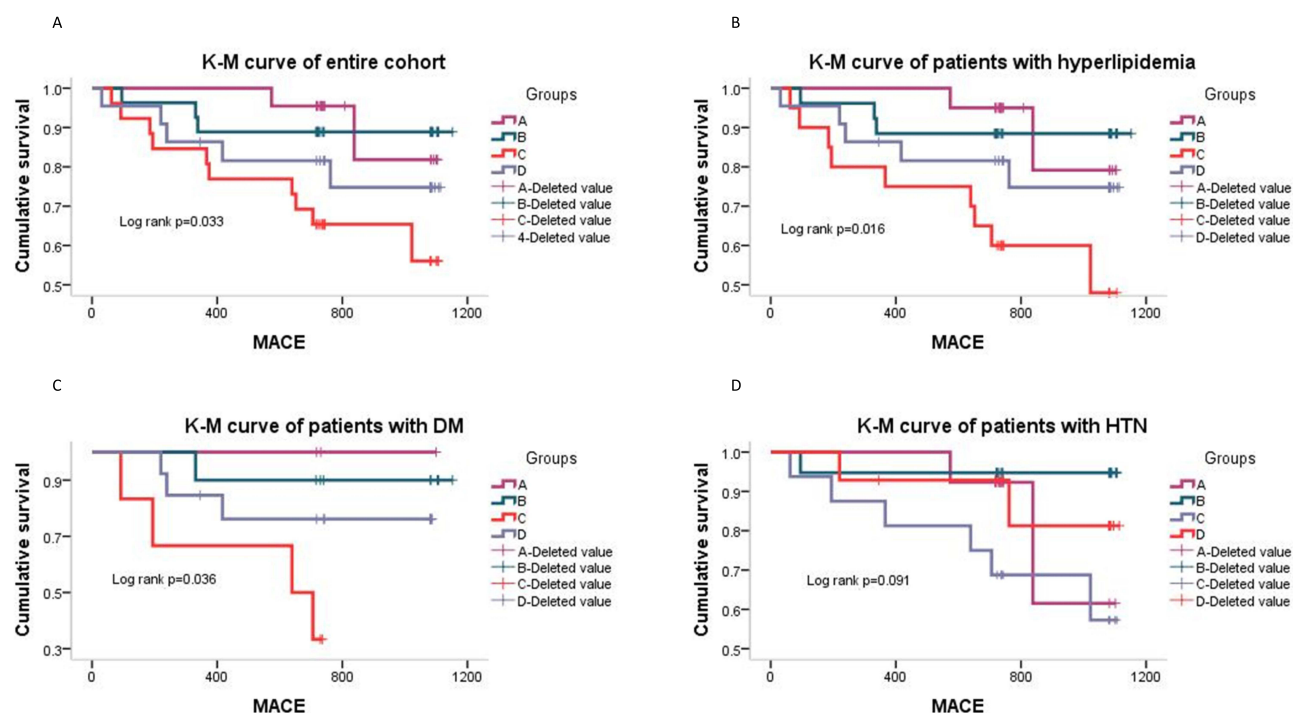 A
K-M curve of entire cohort
Cumulative survival
1.0
0.9
0.8
0.7
0.6
0.5
Log rank p=0.033
0 400 800 1200
MACE
Groups
A
B
C
D
A-Deleted value
B-Deleted value
C-Deleted value
4-Deleted value
B
K-M curve of patients with hyperlipidemia
Cumulative survival
1.0
0.9
0.8
0.7
0.6
0.5
Log rank p=0.016
0 400 800 1200
MACE
Groups
A
B
C
D
A-Deleted value
B-Deleted value
C-Deleted value
D-Deleted value
C
K-M curve of patients with DM
Cumulative survival
0.9
0.7
0.5
0.3
Log rank p=0.036
0 400 800 1200
MACE
Groups
A
B
C
D
A-Deleted value
B-Deleted value
C-Deleted value
D-Deleted value
D
K-M curve of patients with HTN
Cumulative survival
1.0
0.9
0.8
0.7
0.6
0.5
Log rank p=0.091
0 400 800 1200
MACE
Groups
A
B
C
D
A-Deleted value
B-Deleted value
C-Deleted value
D-Deleted value